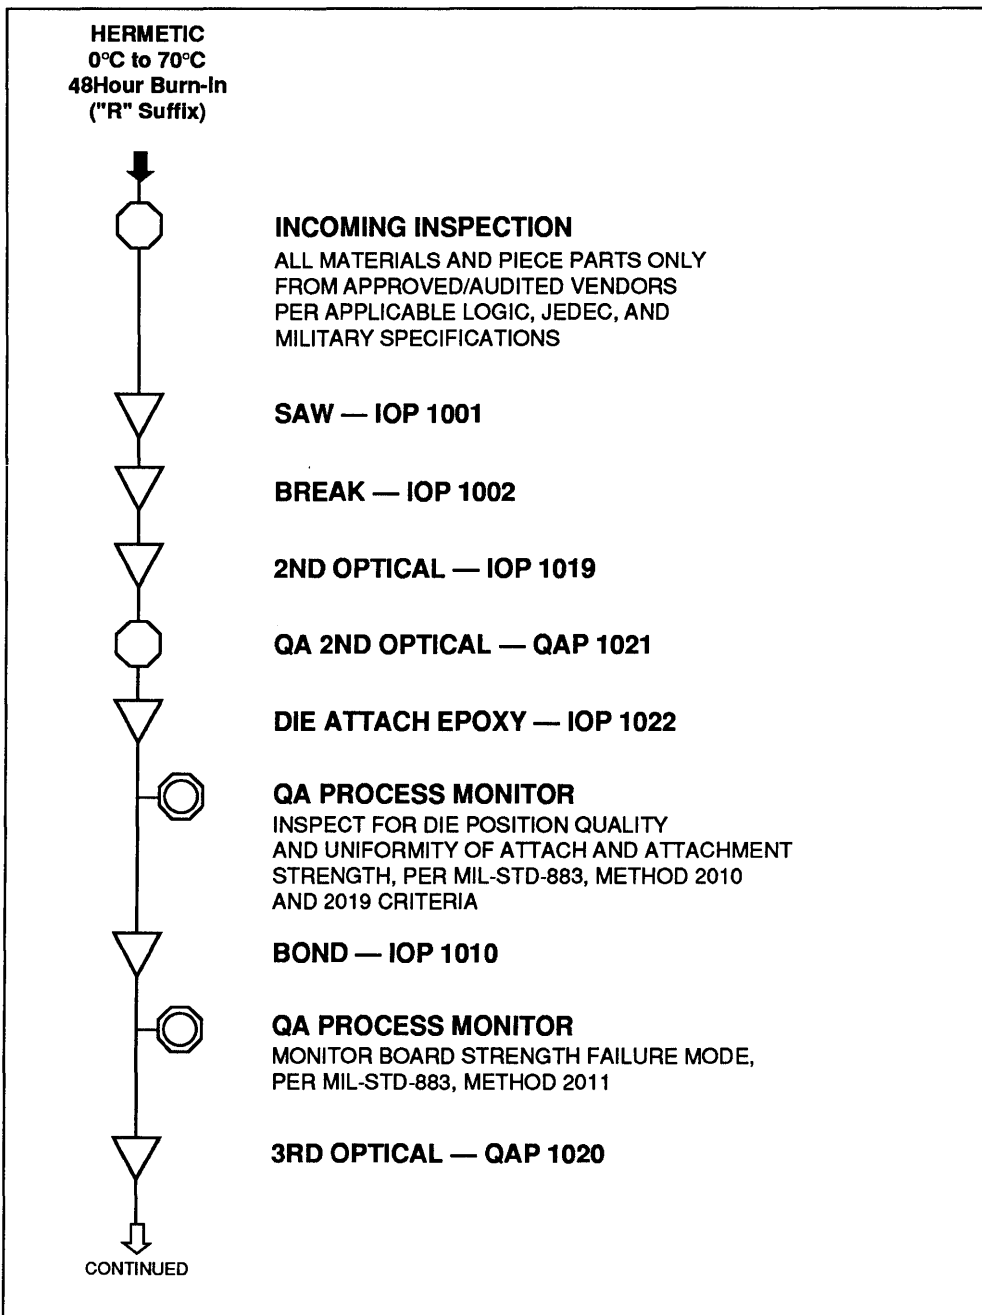 HERMETIC
0°C to 70°C
48Hour Burn-In
("R" Suffix)
INCOMING INSPECTION
ALL MATERIALS AND PIECE PARTS ONLY
FROM APPROVED/AUDITED VENDORS
PER APPLICABLE LOGIC, JEDEC, AND
MILITARY SPECIFICATIONS
SAW — IOP 1001
BREAK — IOP 1002
2ND OPTICAL — IOP 1019
QA 2ND OPTICAL — QAP 1021
DIE ATTACH EPOXY — IOP 1022
QA PROCESS MONITOR
INSPECT FOR DIE POSITION QUALITY
AND UNIFORMITY OF ATTACH AND ATTACHMENT
STRENGTH, PER MIL-STD-883, METHOD 2010
AND 2019 CRITERIA
BOND — IOP 1010
QA PROCESS MONITOR
MONITOR BOARD STRENGTH FAILURE MODE,
PER MIL-STD-883, METHOD 2011
3RD OPTICAL — QAP 1020
CONTINUED